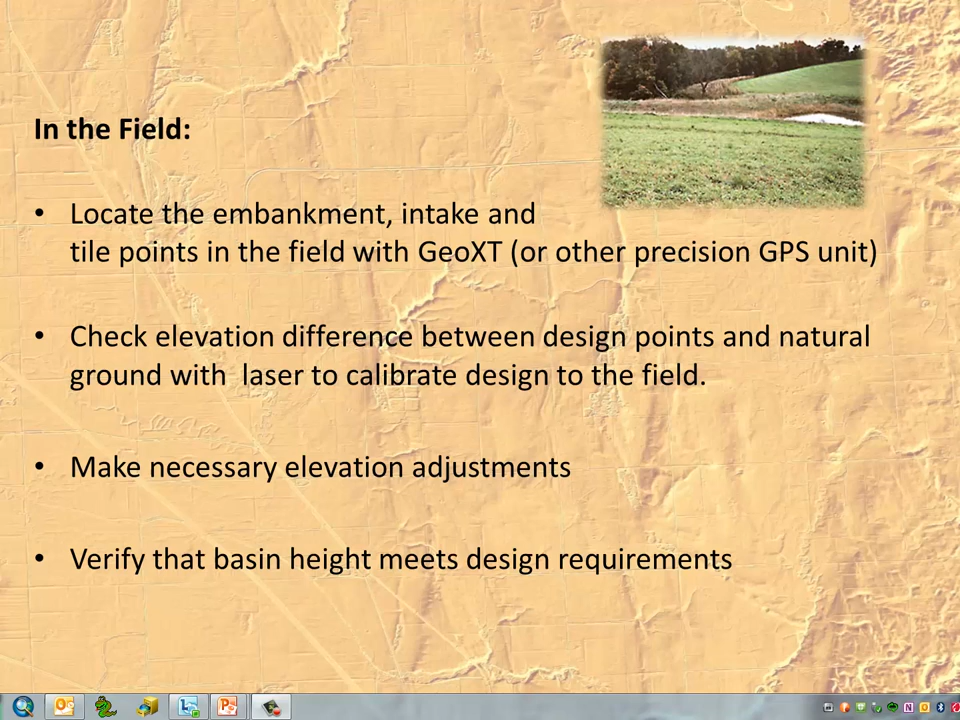 In the Field:
• Locate the embankment, intake and
tile points in the field with GeoXT (or other precision GPS unit)
• Check elevation difference between design points and natural
ground with  laser to calibrate design to the field.
• Make necessary elevation adjustments
• Verify that basin height meets design requirements